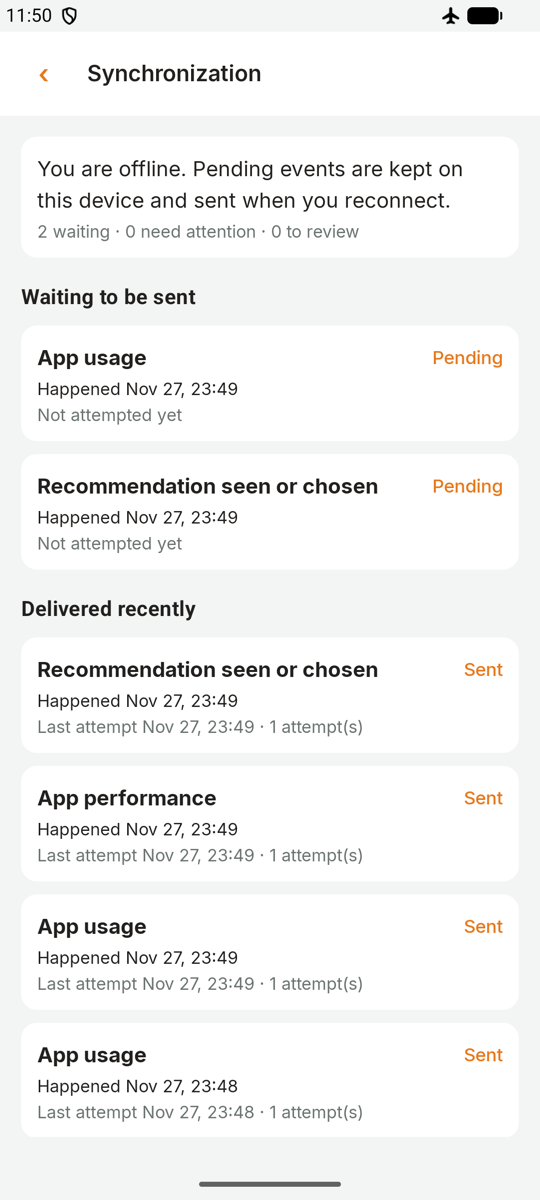 11:50
Synchronization
You are offline. Pending events are kept on
this device and sent when you reconnect.
2 waiting · 0 need attention · 0 to review
Waiting to be sent
App usage
Pending
Happened Nov 27, 23:49
Not attempted yet
Recommendation seen or chosen
Pending
Happened Nov 27, 23:49
Not attempted yet
Delivered recently
Recommendation seen or chosen
Sent
Happened Nov 27, 23:49
Last attempt Nov 27, 23:49 · 1 attempt(s)
App performance
Sent
Happened Nov 27, 23:49
Last attempt Nov 27, 23:49 · 1 attempt(s)
App usage
Sent
Happened Nov 27, 23:49
Last attempt Nov 27, 23:49 · 1 attempt(s)
App usage
Sent
Happened Nov 27, 23:48
Last attempt Nov 27, 23:48 · 1 attempt(s)